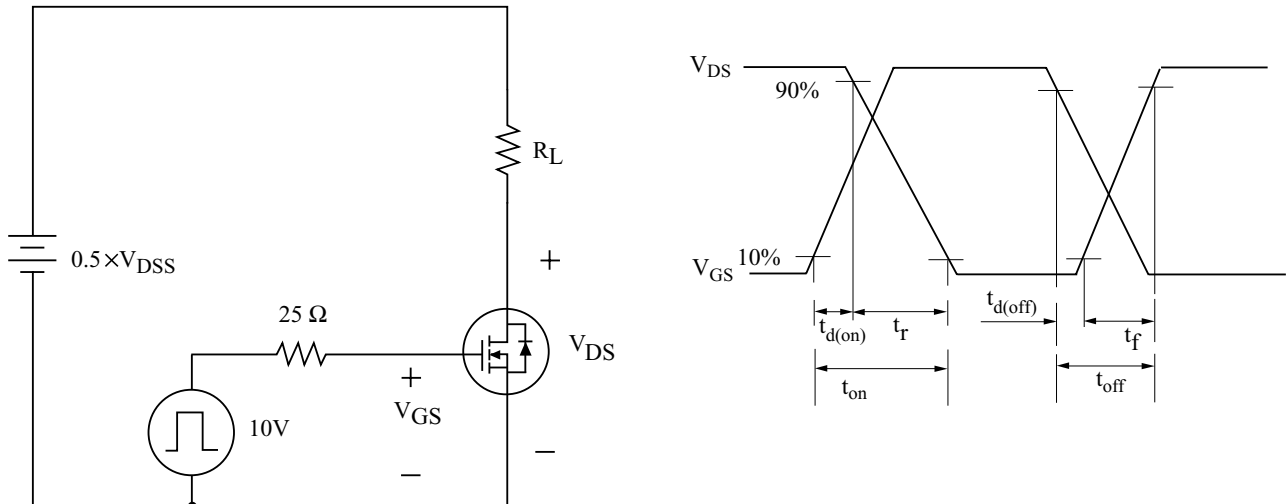 R_L
0.5×V_DSS
25 Ω
+
V_DS
+
V_GS
10V
−
−
V_DS
90%
V_GS
10%
t_d(on)
t_r
t_d(off)
t_f
t_on
t_off